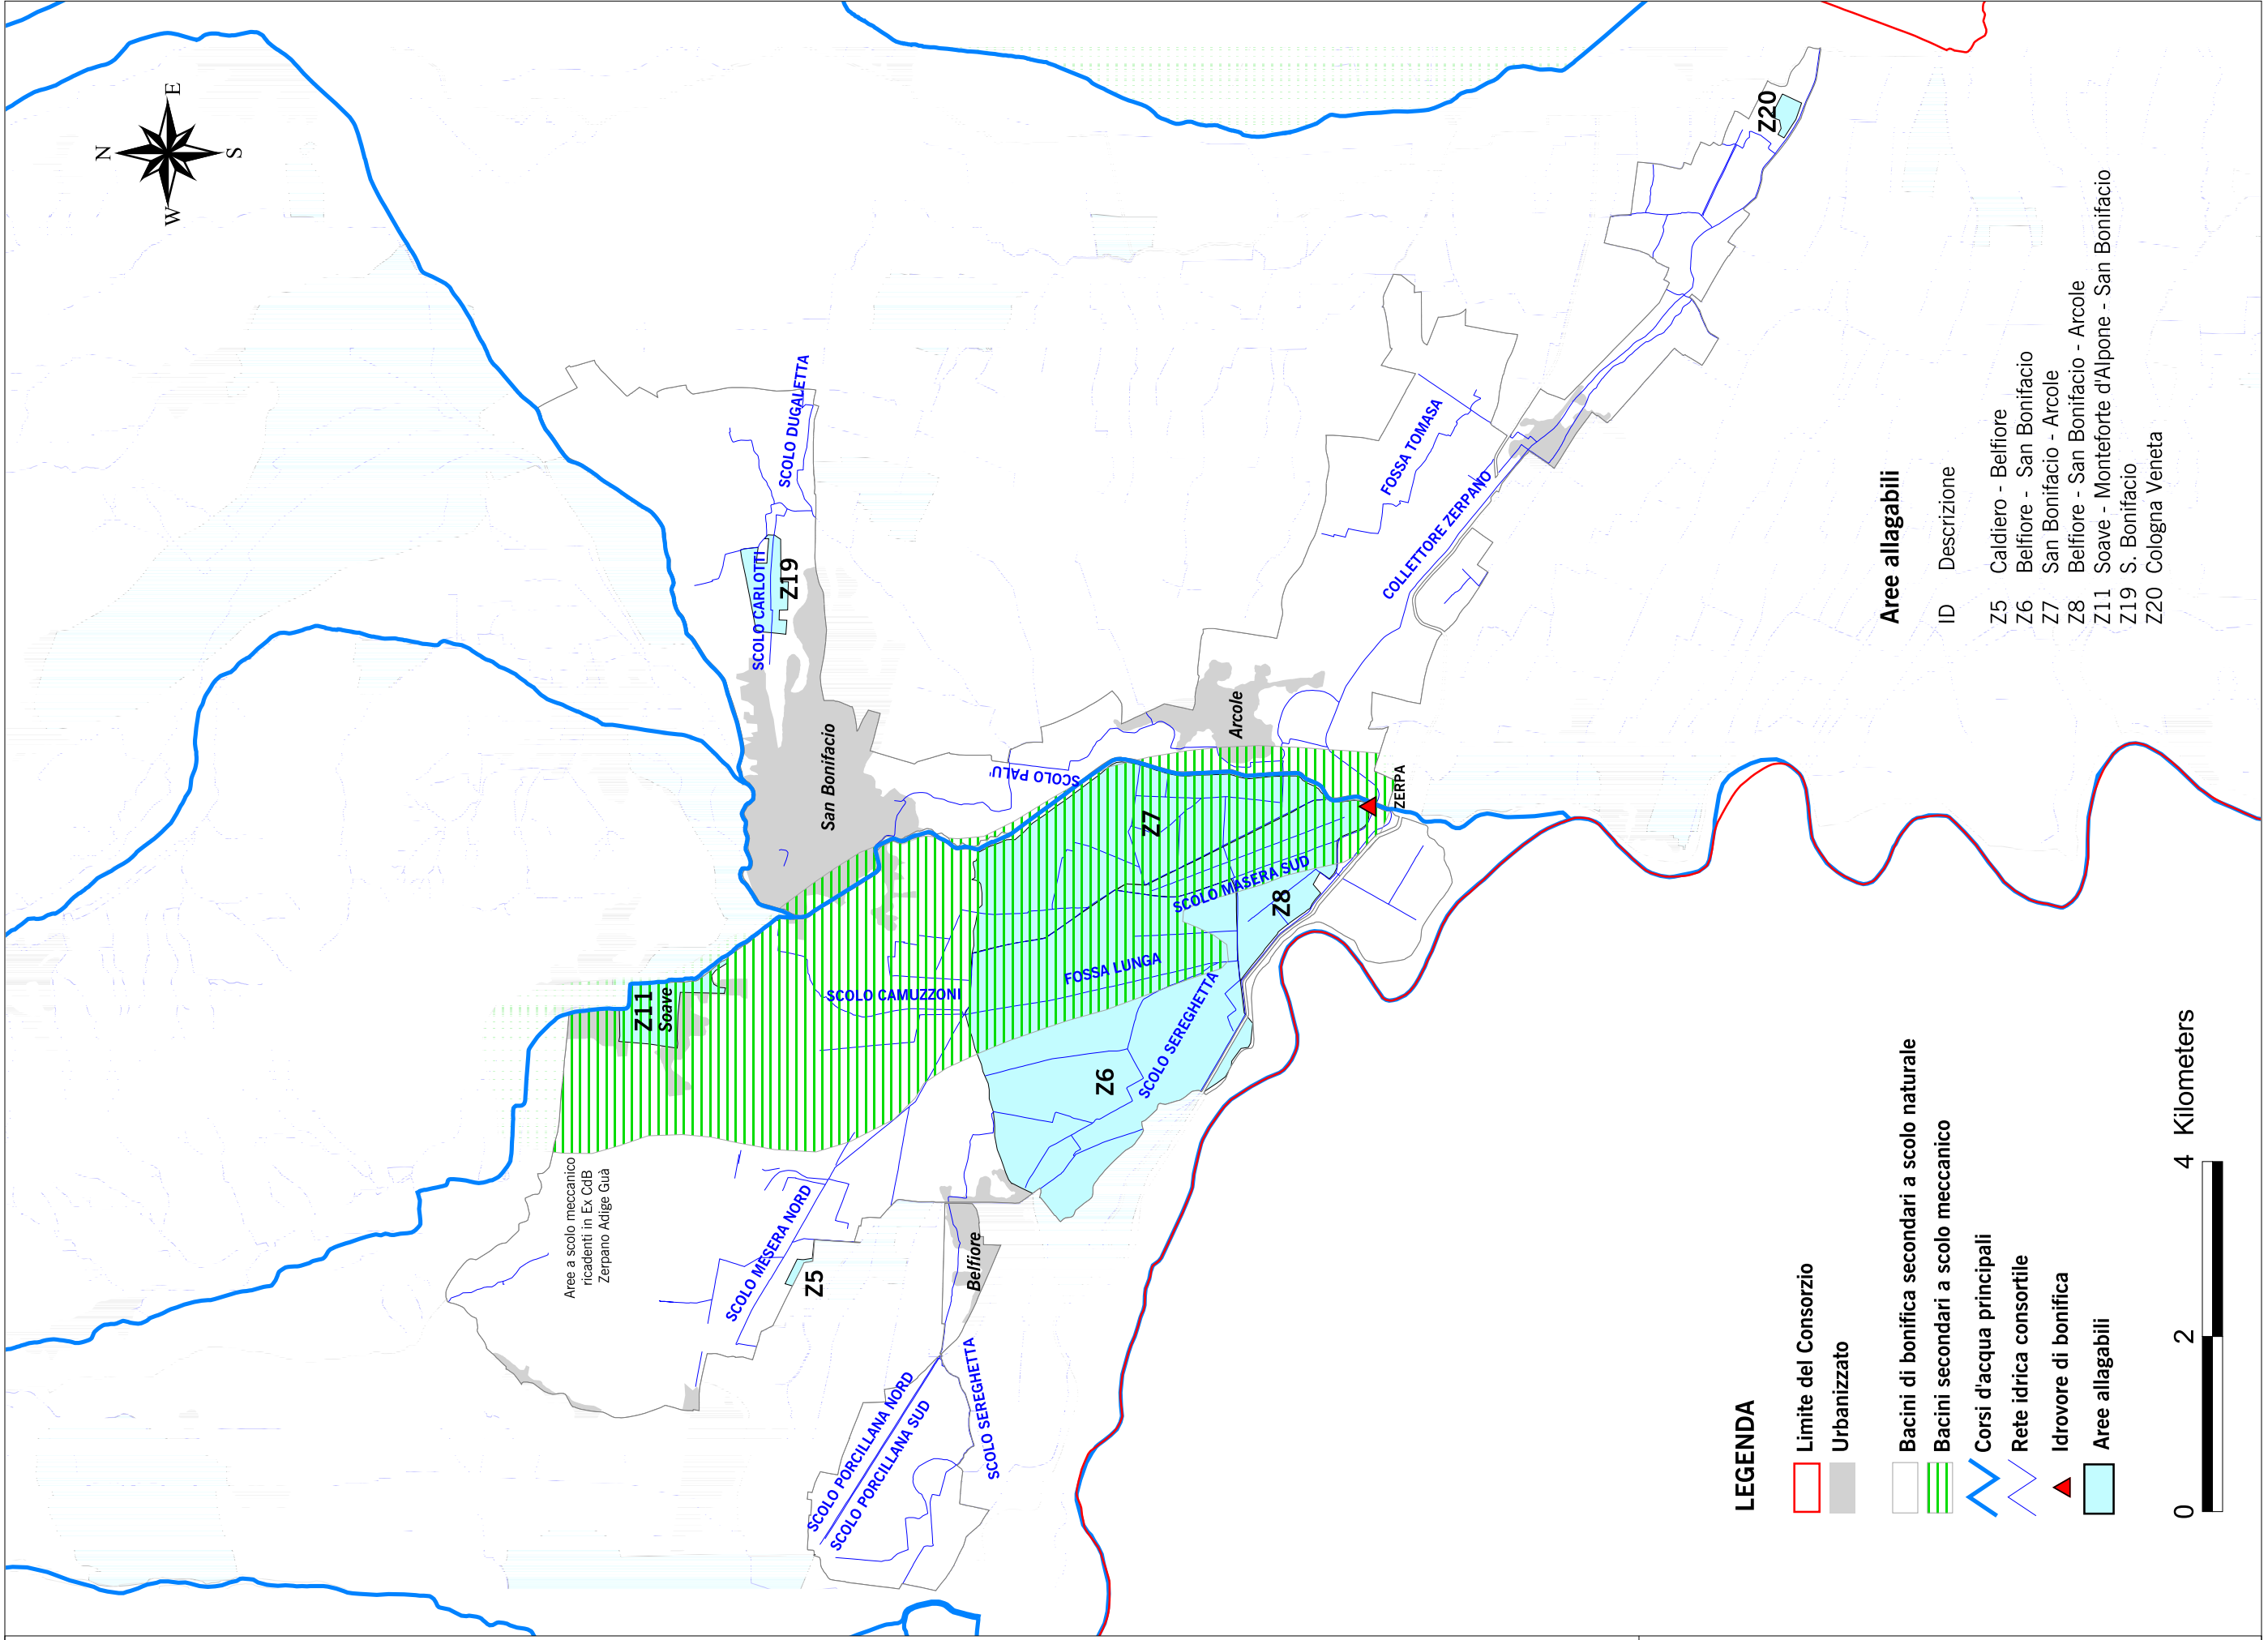 N
W
E
S
SCOLO DUGALETTA
SCOLO CARLOTTI
Z19
San Bonifacio
SCOLO PALU'
Arcole
FOSSA TOMASA
COLLETTORE ZERPANO
Z20
Z11
Soave
SCOLO CAMUZZONI
FOSSA LUNGA
Z7
SCOLO MASERA SUD
Z8
ZERPA
Z6
SCOLO SEREGHETTA
Aree a scolo meccanico
ricadenti in Ex CdB
Zerpano Adige Guà
SCOLO MESERA NORD
Z5
Belfiore
SCOLO PORCILLANA NORD
SCOLO PORCILLANA SUD
SCOLO SEREGHETTA
LEGENDA
Limite del Consorzio
Urbanizzato
Bacini di bonifica secondari a scolo naturale
Bacini secondari a scolo meccanico
Corsi d'acqua principali
Rete idrica consortile
Idrovore di bonifica
Aree allagabili
0 2 4 Kilometers
Aree allagabili
ID Descrizione
Z5 Caldiero - Belfiore
Z6 Belfiore - San Bonifacio
Z7 San Bonifacio - Arcole
Z8 Belfiore - San Bonifacio - Arcole
Z11 Soave - Monteforte d'Alpone - San Bonifacio
Z19 S. Bonifacio
Z20 Cologna Veneta